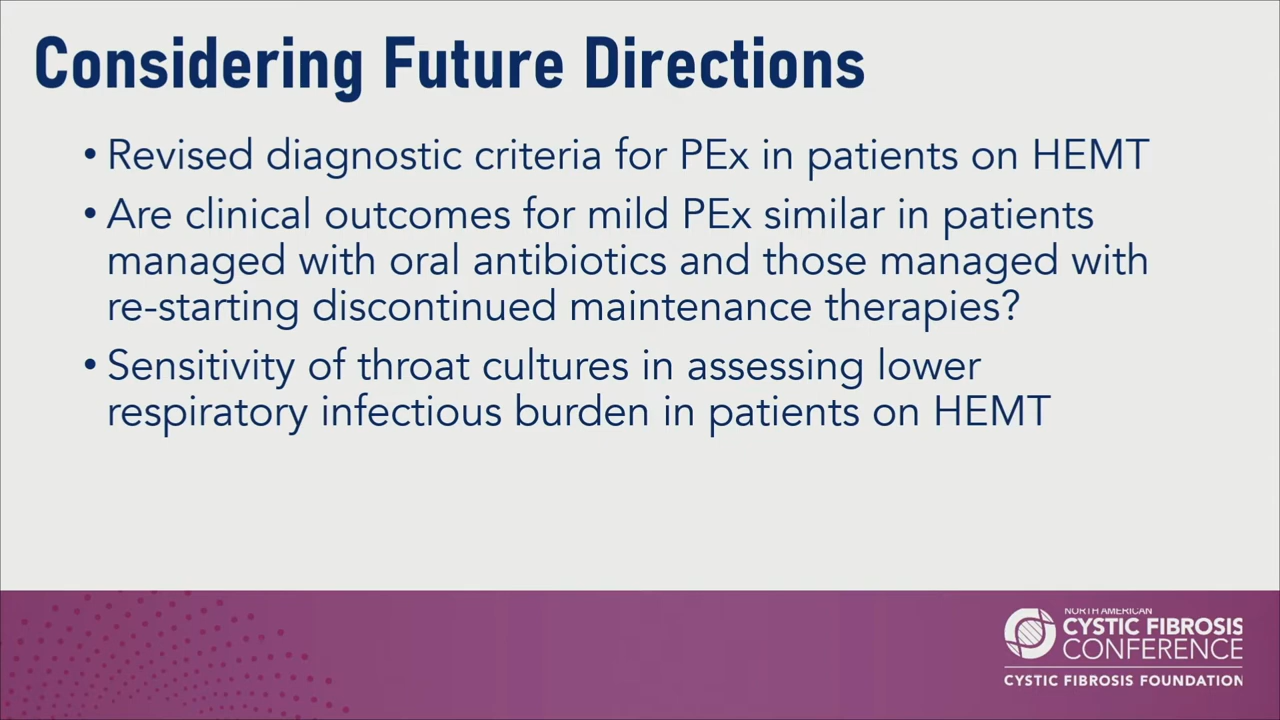 Considering Future Directions
• Revised diagnostic criteria for PEx in patients on HEMT
• Are clinical outcomes for mild PEx similar in patients
managed with oral antibiotics and those managed with
re-starting discontinued maintenance therapies?
• Sensitivity of throat cultures in assessing lower
respiratory infectious burden in patients on HEMT
NORTH AMERICAN
CYSTIC FIBROSIS
CONFERENCE
CYSTIC FIBROSIS FOUNDATION